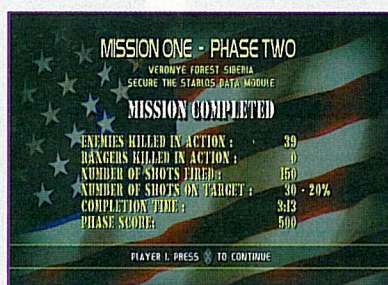 MISSION ONE - PHASE TWO
VERONYE FOREST SIBERIA
SECURE THE STARLOS DATA MODULE
MISSION COMPLETED
ENEMIES KILLED IN ACTION : 39
RANGERS KILLED IN ACTION : 0
NUMBER OF SHOTS FIRED : 150
NUMBER OF SHOTS ON TARGET : 30 - 20%
COMPLETION TIME : 3:13
PHASE SCORE: 500
PLAYER 1, PRESS X TO CONTINUE